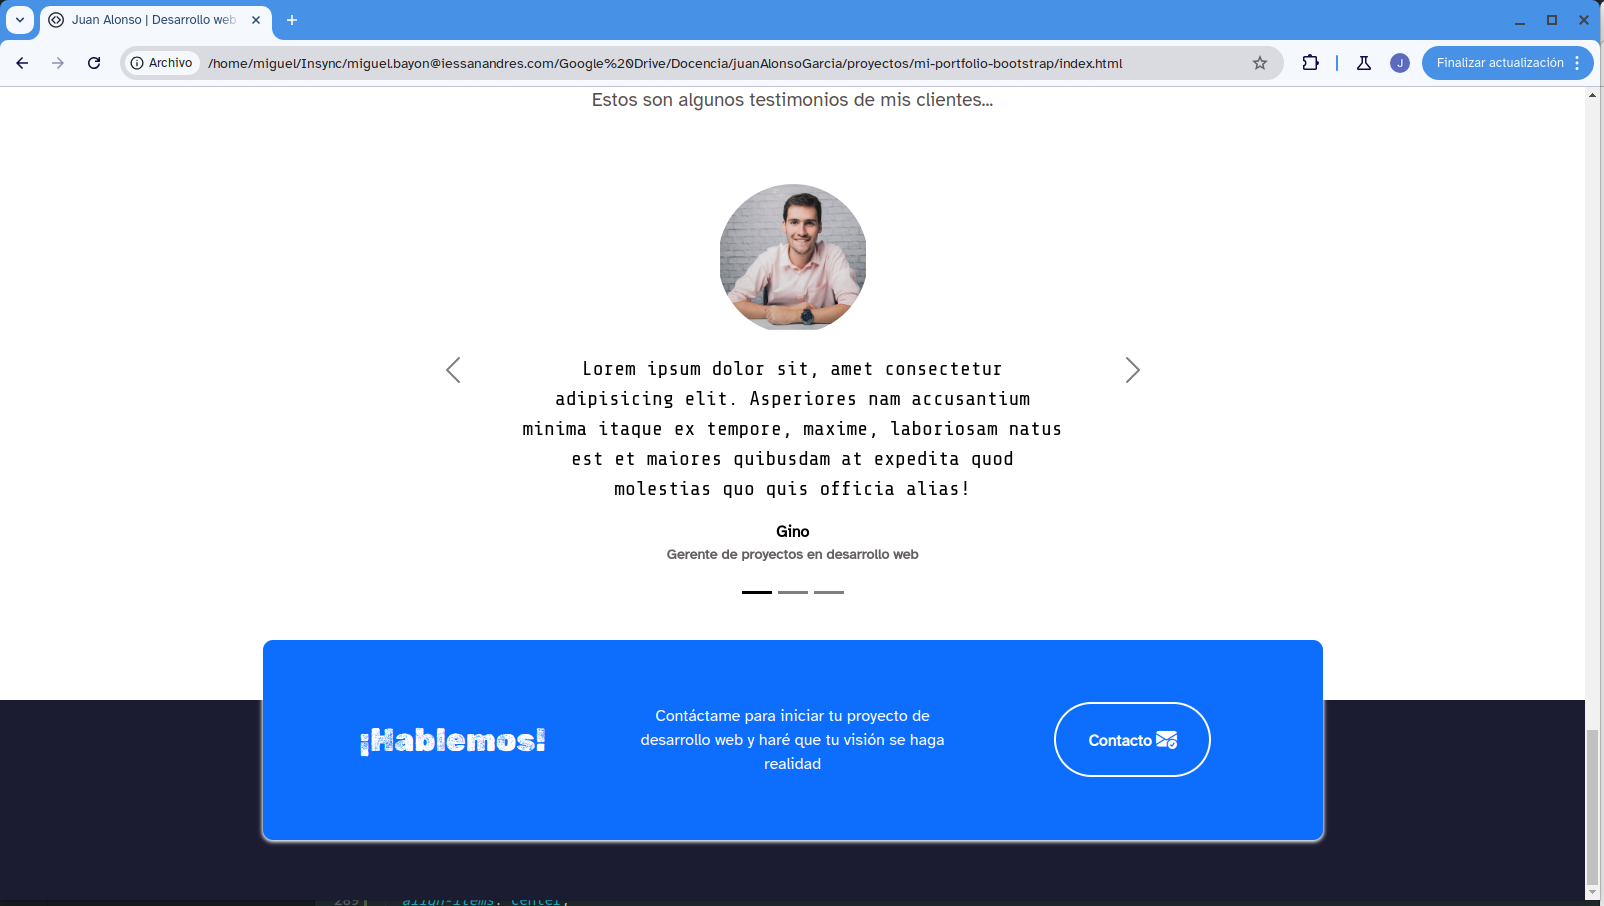 Juan Alonso | Desarrollo web
Archivo
/home/miguel/Insync/miguel.bayon@iessanandres.com/Google%20Drive/Docencia/juanAlonsoGarcia/proyectos/mi-portfolio-bootstrap/index.html
J
Finalizar actualización
Estos son algunos testimonios de mis clientes...
Lorem ipsum dolor sit, amet consectetur
adipisicing elit. Asperiores nam accusantium
minima itaque ex tempore, maxime, laboriosam natus
est et maiores quibusdam at expedita quod
molestias quo quis officia alias!
Gino
Gerente de proyectos en desarrollo web
¡Hablemos!
Contáctame para iniciar tu proyecto de
desarrollo web y haré que tu visión se haga
realidad
Contacto
289 align-items: center;